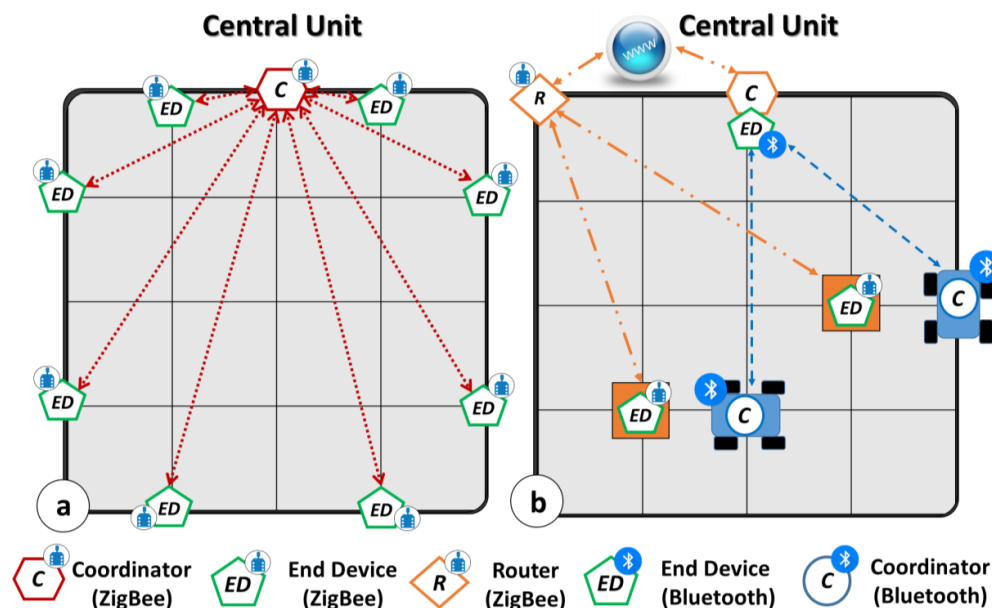 Central Unit
C
ED
ED
ED
ED
ED
ED
ED
ED
a
Central Unit
www
R
C
ED
ED
C
ED
C
b
C
Coordinator
(ZigBee)
ED
End Device
(ZigBee)
R
Router
(ZigBee)
ED
End Device
(Bluetooth)
C
Coordinator
(Bluetooth)